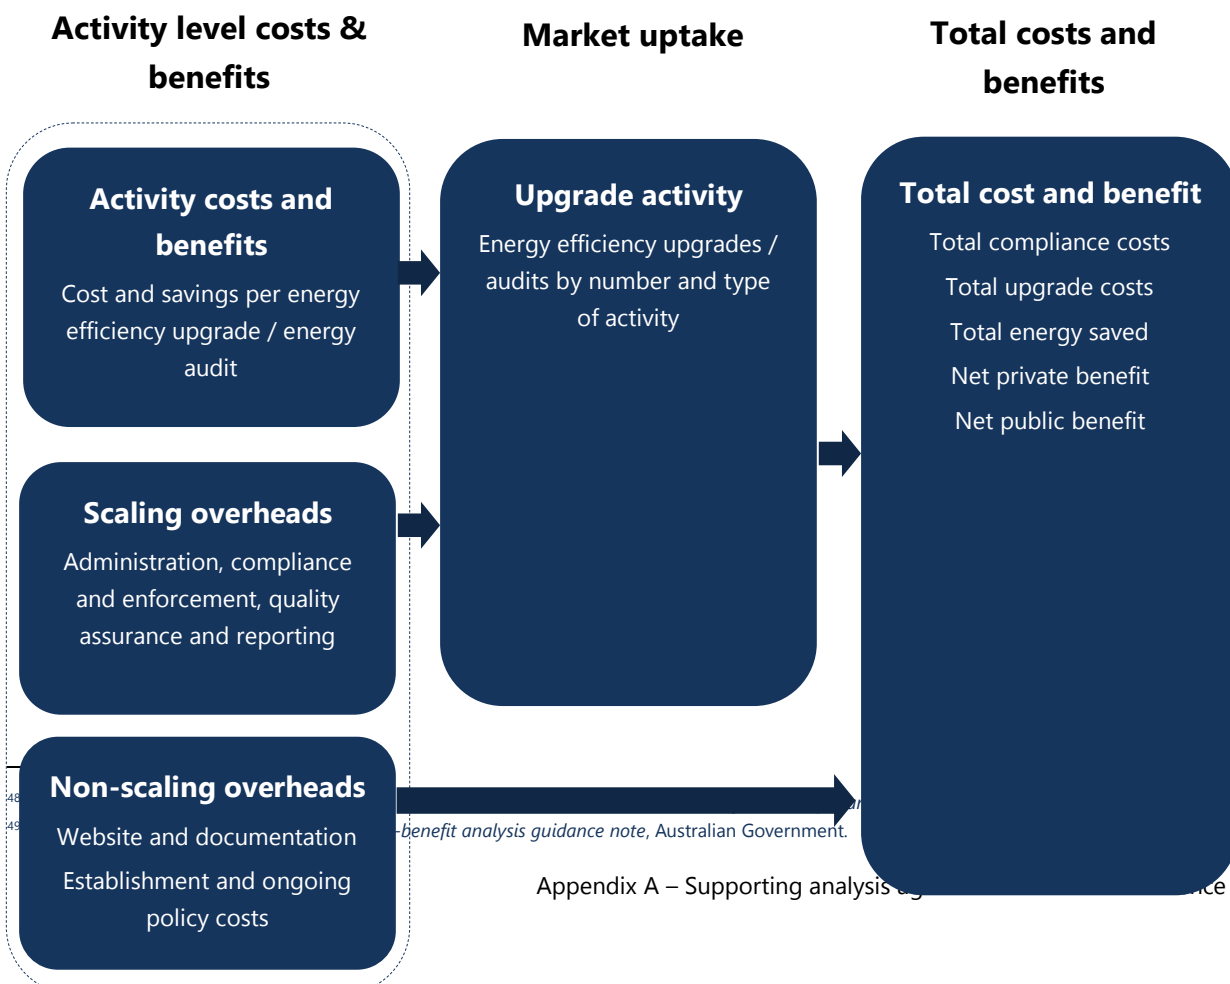 Activity level costs &
benefits
Market uptake
Total costs and
benefits
Activity costs and
benefits
Cost and savings per energy
efficiency upgrade / energy
audit
Scaling overheads
Administration, compliance
and enforcement, quality
assurance and reporting
Non-scaling overheads
Website and documentation
Establishment and ongoing
policy costs
Upgrade activity
Energy efficiency upgrades /
audits by number and type
of activity
Total cost and benefit
Total compliance costs
Total upgrade costs
Total energy saved
Net private benefit
Net public benefit
48
49
-benefit analysis guidance note, Australian Government.
Appendix A – Supporting analysis